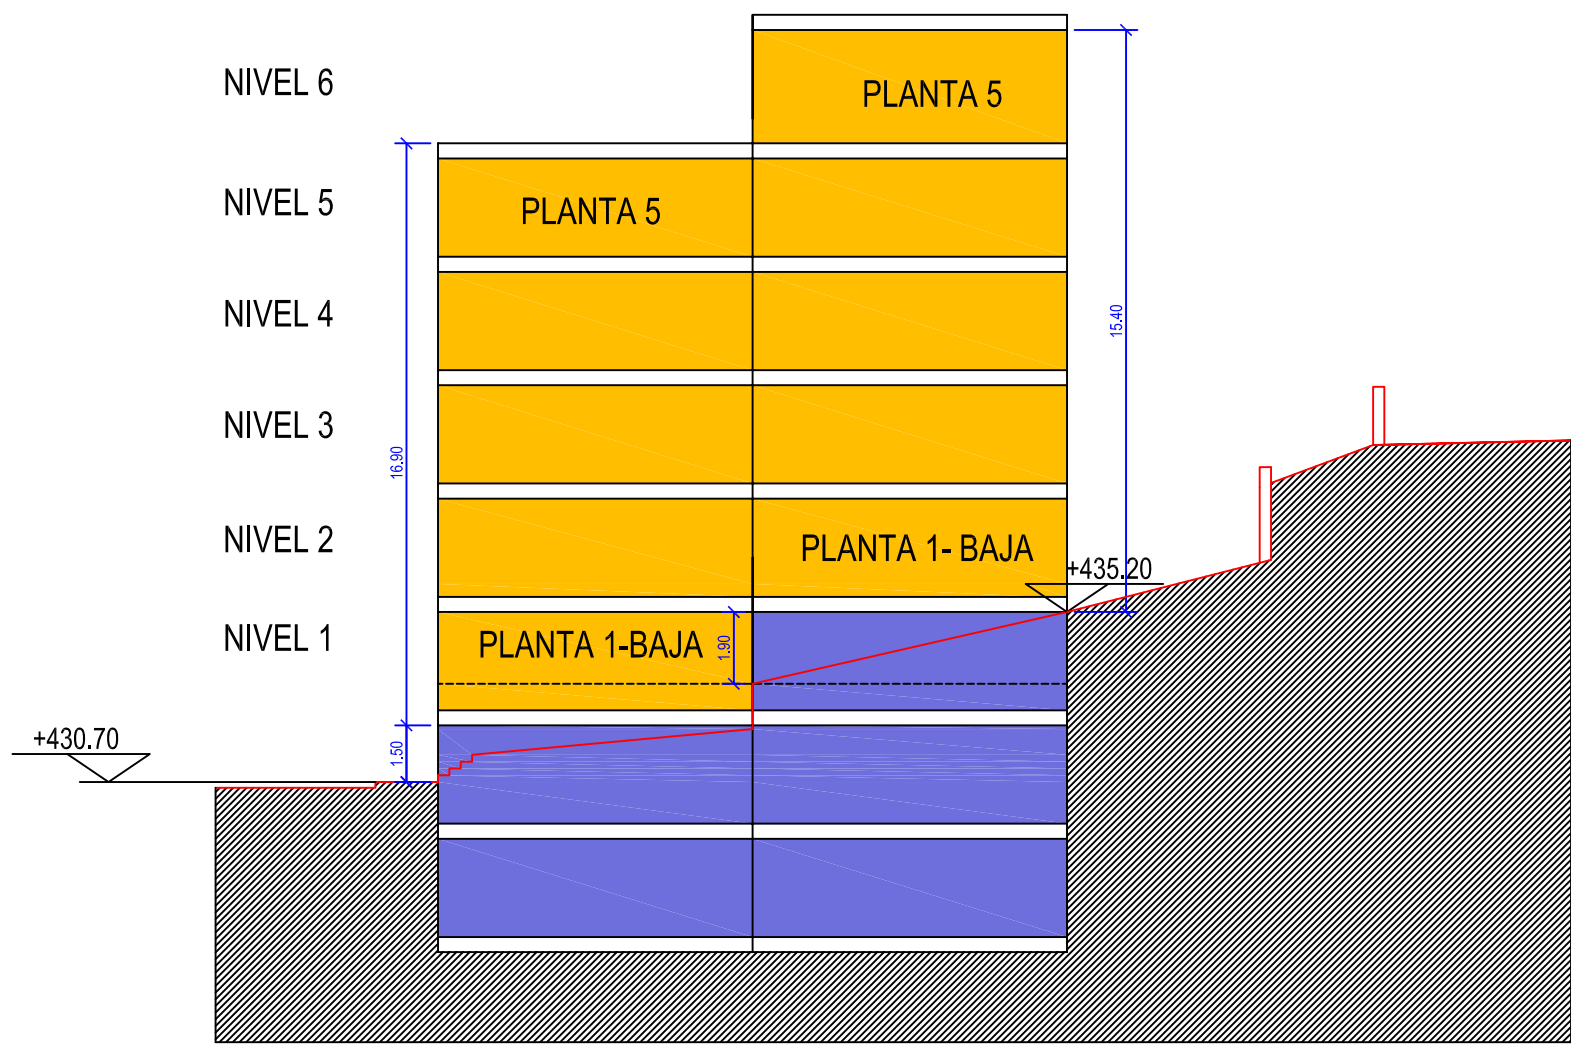 NIVEL 6
PLANTA 5
NIVEL 5
PLANTA 5
NIVEL 4
15.40
NIVEL 3
16.90
NIVEL 2
PLANTA 1- BAJA
+435.20
NIVEL 1
PLANTA 1-BAJA
1.90
+430.70
1.50